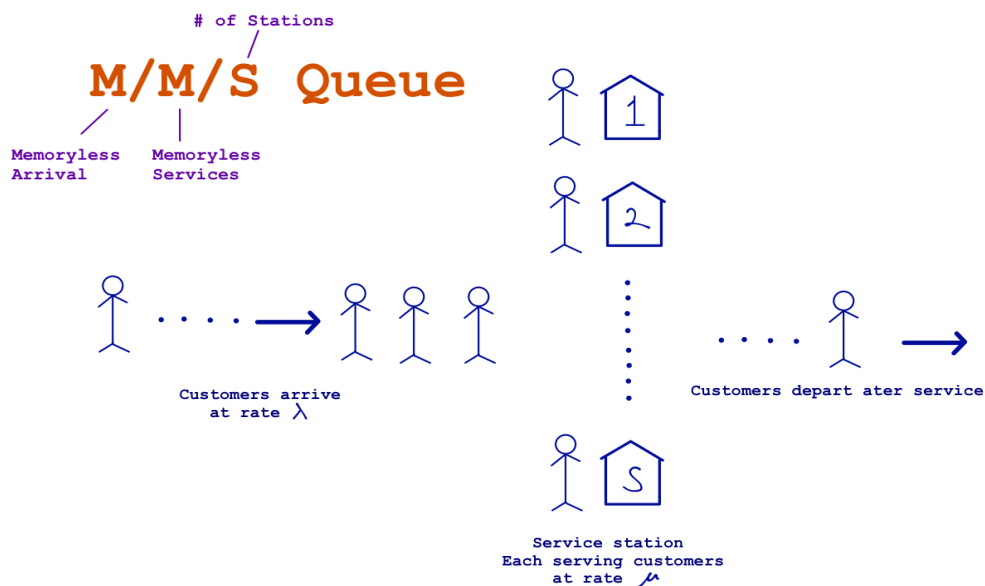 # of Stations
M/M/S Queue
Memoryless
Arrival
Memoryless
Services
1
2
Customers arrive
at rate λ
Customers depart ater service
S
Service station
Each serving customers
at rate μ